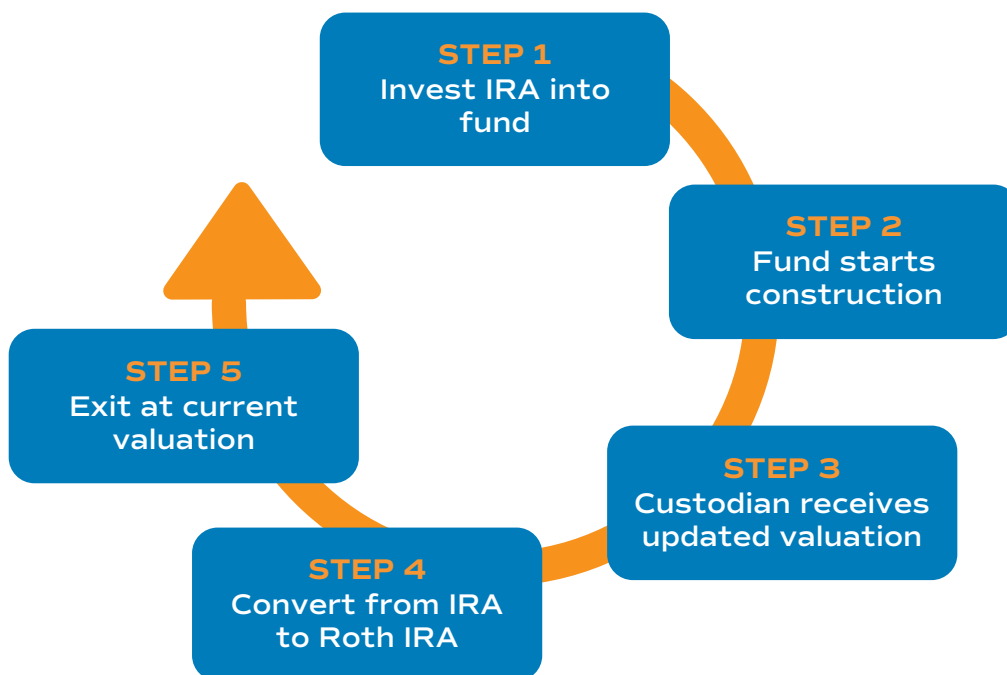 STEP 1
Invest IRA into
fund
STEP 2
Fund starts
construction
STEP 3
Custodian receives
updated valuation
STEP 4
Convert from IRA
to Roth IRA
STEP 5
Exit at current
valuation